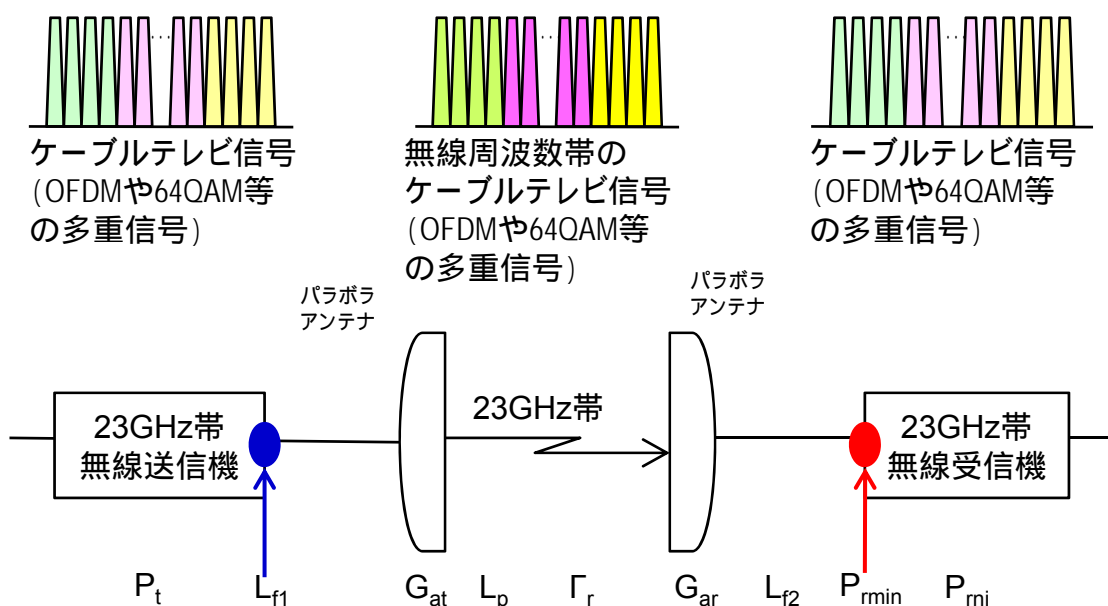 ケーブルテレビ信号
(OFDMや64QAM等
の多重信号)
無線周波数帯の
ケーブルテレビ信号
(OFDMや64QAM等
の多重信号)
ケーブルテレビ信号
(OFDMや64QAM等
の多重信号)
パラボラ
アンテナ
パラボラ
アンテナ
23GHz帯
無線送信機
23GHz帯
23GHz帯
無線受信機
Pt Lf1 Gat Lp Γr Gar Lf2 Prmin Prni